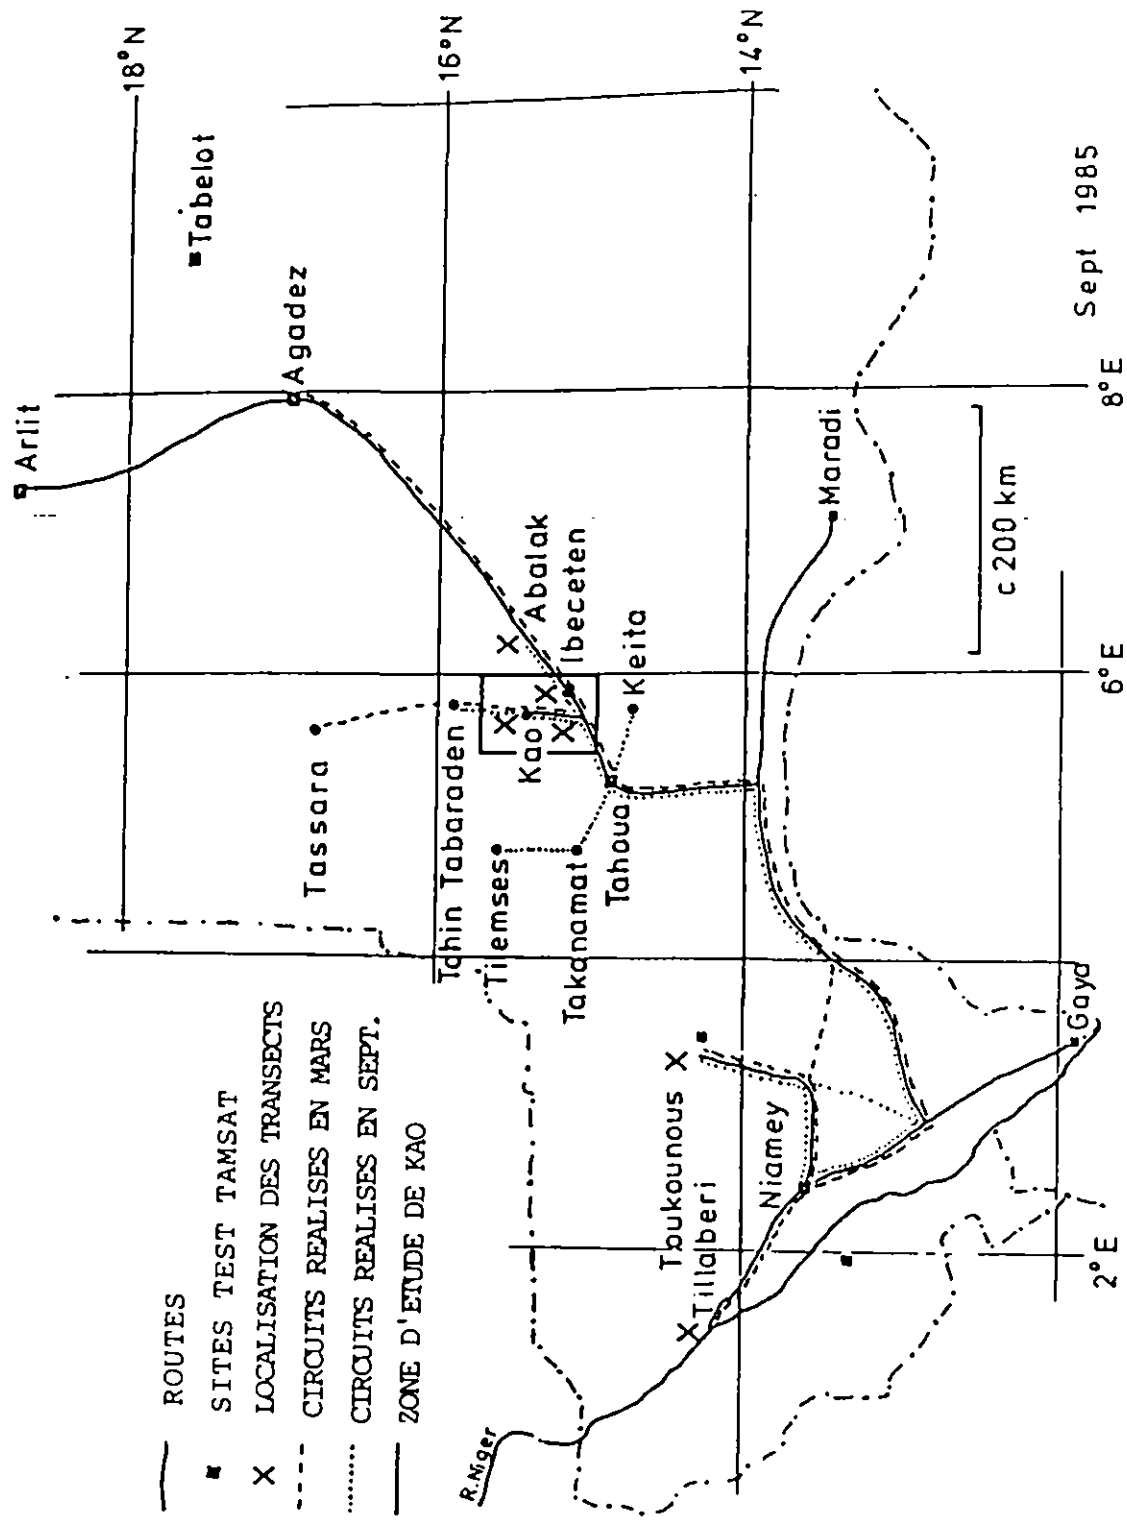 ROUTES
SITES TEST TAMSAT
LOCALISATION DES TRANSECTS
CIRCUITS REALISES EN MARS
CIRCUITS REALISES EN SEPT.
ZONE D'ETUDE DE KAO
18°N
16°N
14°N
Arlit
Tabelot
Agadez
Tassara
Tahin Tabaraden
Abalak
Kao
Ibeceten
Tilemses
Keita
Takanamat
Tahoua
Maradi
Toukounous
Tillaberi
Niamey
R.Niger
Gaya
c 200 km
2°E
6°E
8°E
Sept 1985